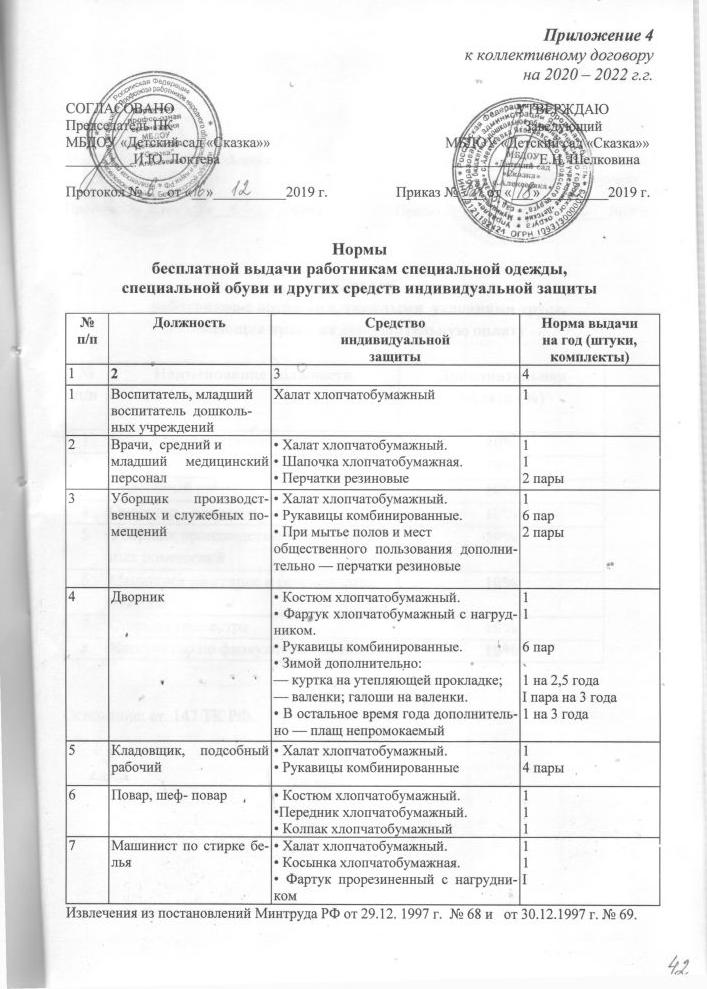 Приложение 4
к коллективному договору
на 2020 – 2022 г.г.
СОГЛАСОВАНО УТВЕРЖДАЮ
Председатель ПК Заведующий
МБДОУ «Детский сад «Сказка»» МБДОУ «Детский сад «Сказка»»
И.Ю. Локтева Е.Н. Шелковина
Протокол № от «16» 12 2019 г. Приказ № от « » 2019 г.
Нормы
бесплатной выдачи работникам специальной одежды,
специальной обуви и других средств индивидуальной защиты
№ Должность Средство Норма выдачи
п/п индивидуальной на год (штуки,
защиты комплекты)
1 2 3 4
1 Воспитатель, младший Халат хлопчатобумажный 1
воспитатель дошколь-
ных учреждений
2 Врачи, средний и • Халат хлопчатобумажный. 1
младший медицинский • Шапочка хлопчатобумажная. 1
персонал • Перчатки резиновые 2 пары
3 Уборщик производст- • Халат хлопчатобумажный. 1
венных и служебных по- • Рукавицы комбинированные. 6 пар
мещений • При мытье полов и мест 2 пары
общественного пользования дополни-
тельно — перчатки резиновые
4 Дворник • Костюм хлопчатобумажный. 1
• Фартук хлопчатобумажный с нагруд- 1
ником.
• Рукавицы комбинированные. 6 пар
• Зимой дополнительно:
— куртка на утепляющей прокладке; 1 на 2,5 года
— валенки; галоши на валенки. I пара на 3 года
• В остальное время года дополнитель- 1 на 3 года
но — плащ непромокаемый
5 Кладовщик, подсобный • Халат хлопчатобумажный. 1
рабочий • Рукавицы комбинированные 4 пары
6 Повар, шеф- повар • Костюм хлопчатобумажный. 1
•Передник хлопчатобумажный. 1
• Колпак хлопчатобумажный 1
7 Машинист по стирке бе- • Халат хлопчатобумажный. 1
лья • Косынка хлопчатобумажная. 1
• Фартук прорезиненный с нагрудни- I
ком
Извлечения из постановлений Минтруда РФ от 29.12. 1997 г. № 68 и от 30.12.1997 г. № 69.
42